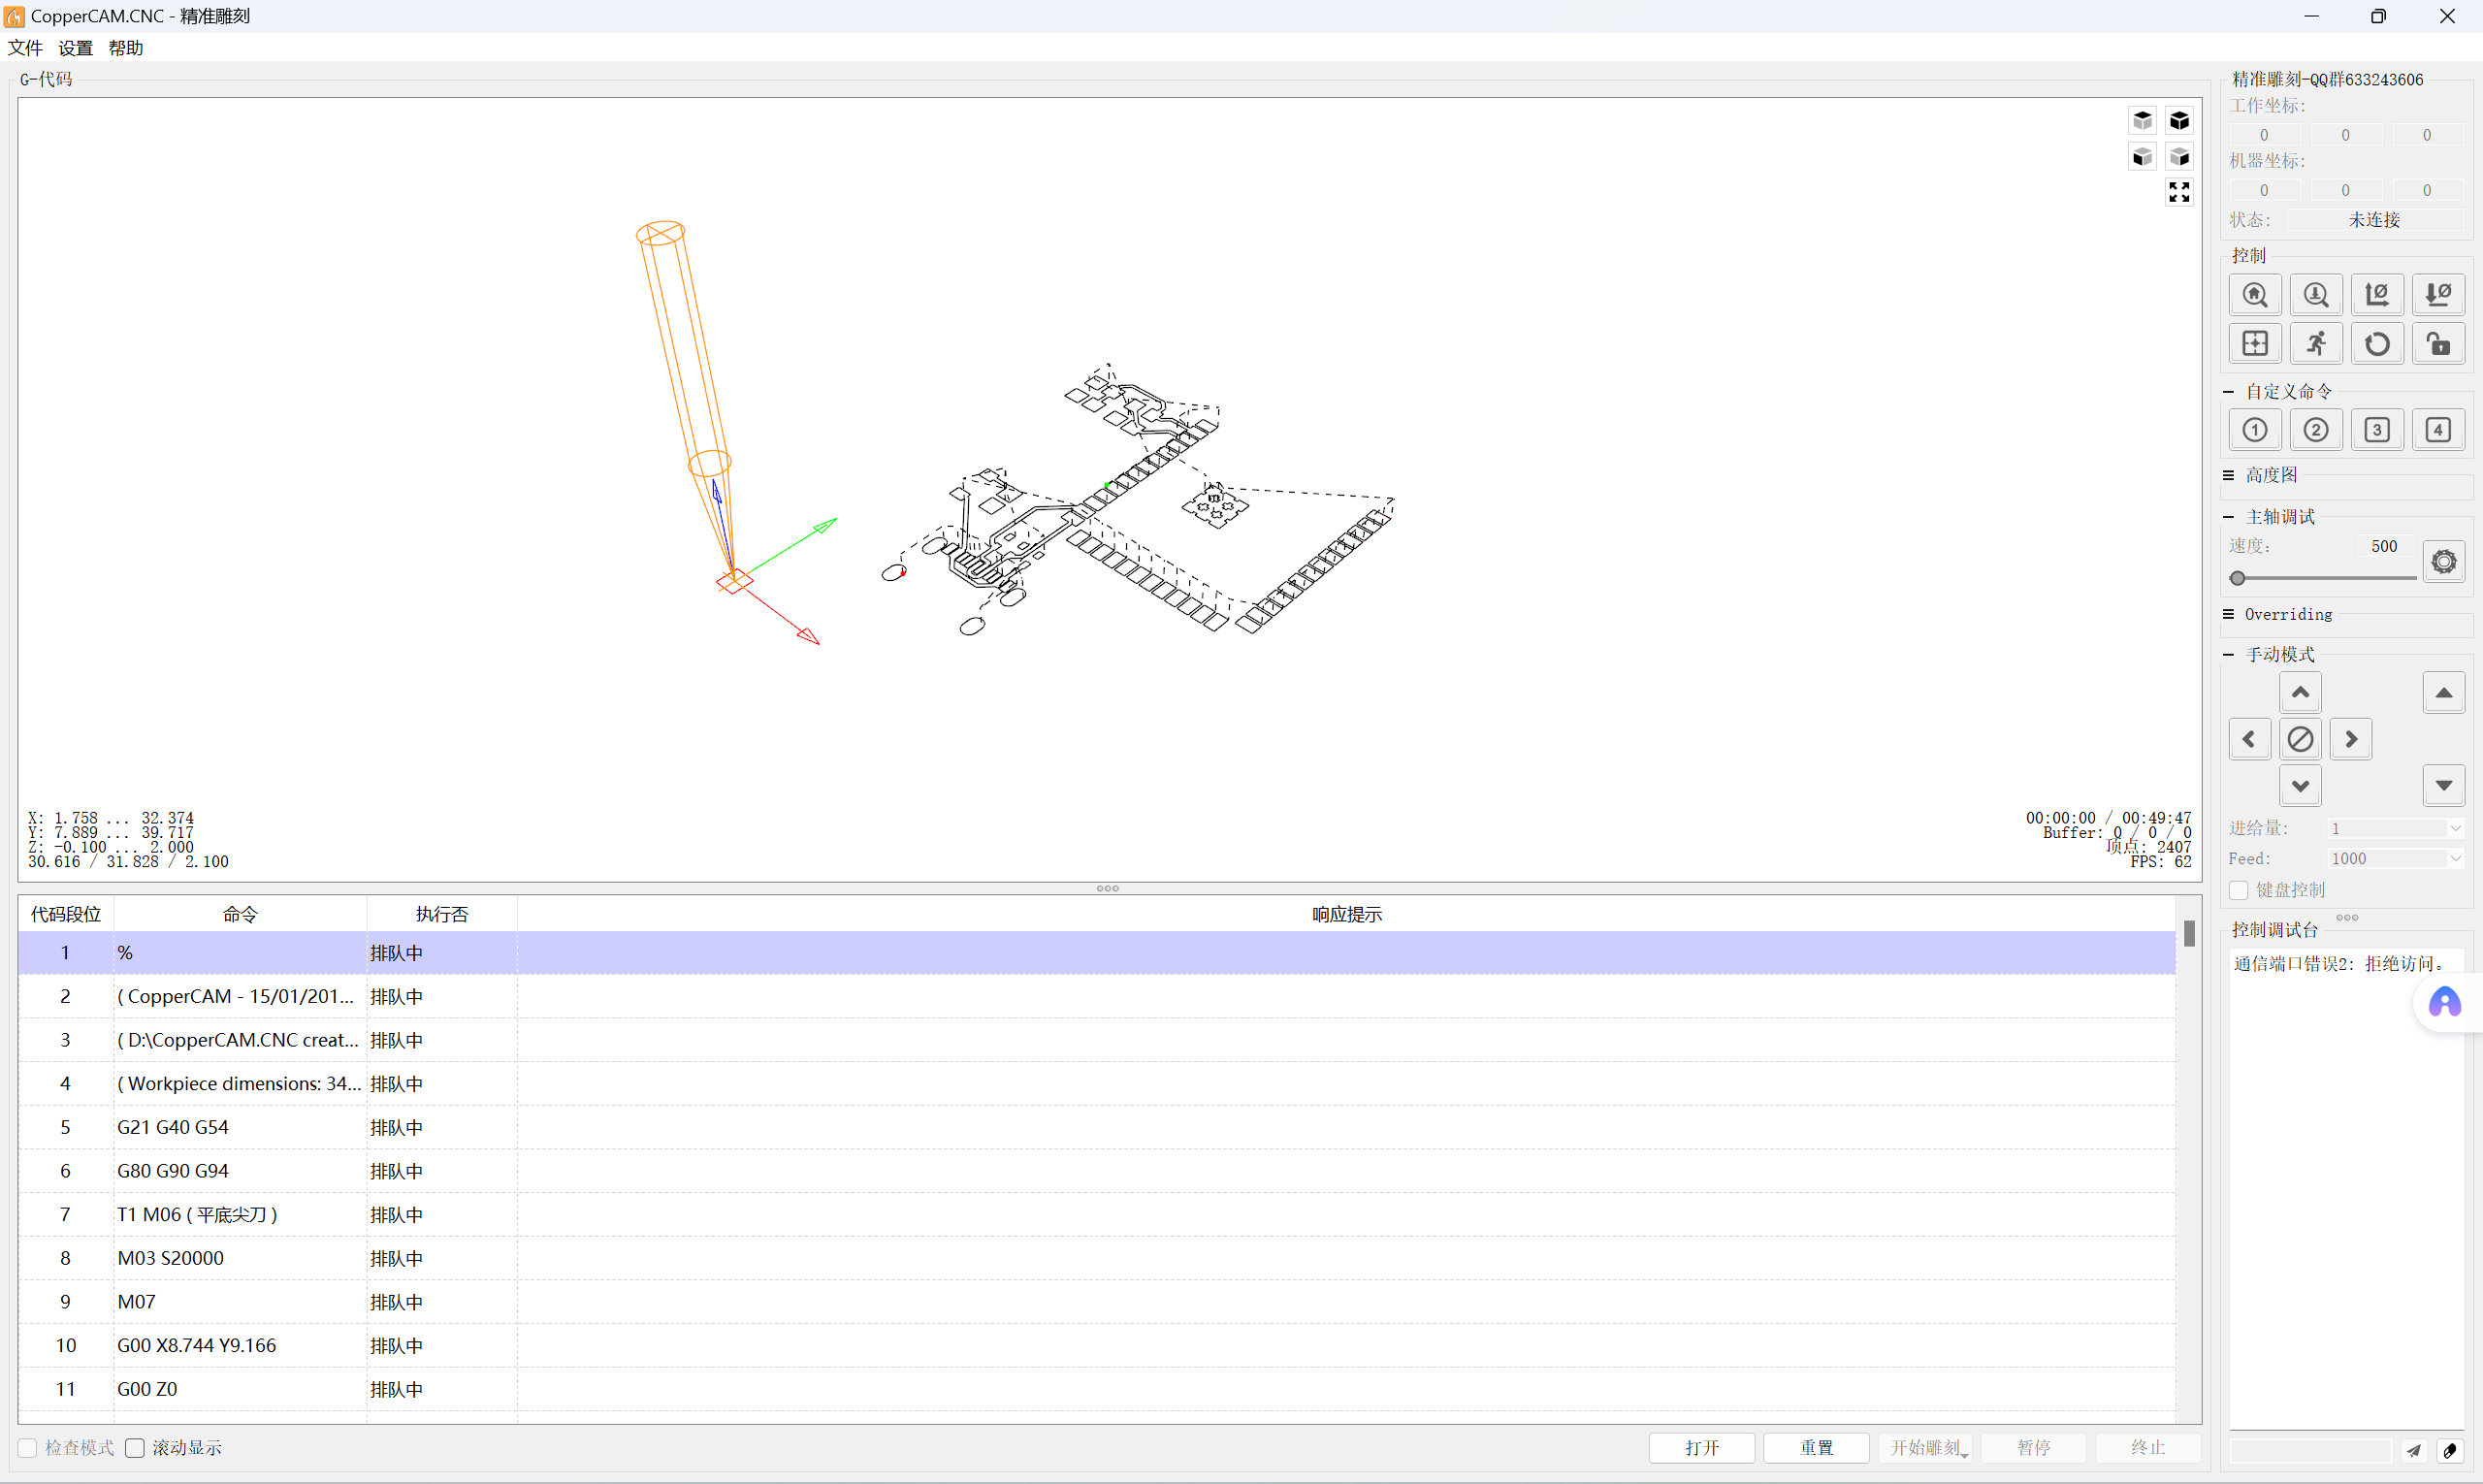 CopperCAM.CNC - 精准雕刻
文件 设置 帮助
G-代码
X: 1.758 ... 32.374
Y: 7.889 ... 39.717
Z: -0.100 ... 2.000
30.616 / 31.828 / 2.100
00:00:00 / 00:49:47
Buffer: 0 / 0 / 0
顶点: 2407
FPS: 62
代码段位 命令 执行否 响应提示
1 % 排队中
2 ( CopperCAM - 15/01/201... 排队中
3 ( D:\CopperCAM.CNC creat... 排队中
4 ( Workpiece dimensions: 34... 排队中
5 G21 G40 G54 排队中
6 G80 G90 G94 排队中
7 T1 M06 ( 平底尖刀 ) 排队中
8 M03 S20000 排队中
9 M07 排队中
10 G00 X8.744 Y9.166 排队中
11 G00 Z0 排队中
检查模式 滚动显示 打开 重置 开始雕刻 暂停 终止
精准雕刻-QQ群633243606
工作坐标:
0 0 0
机器坐标:
0 0 0
状态: 未连接
控制
自定义命令
1 2 3 4
高度图
主轴调试
速度: 500
Overriding
手动模式
进给量: 1
Feed: 1000
键盘控制
控制调试台
通信端口错误2: 拒绝访问。